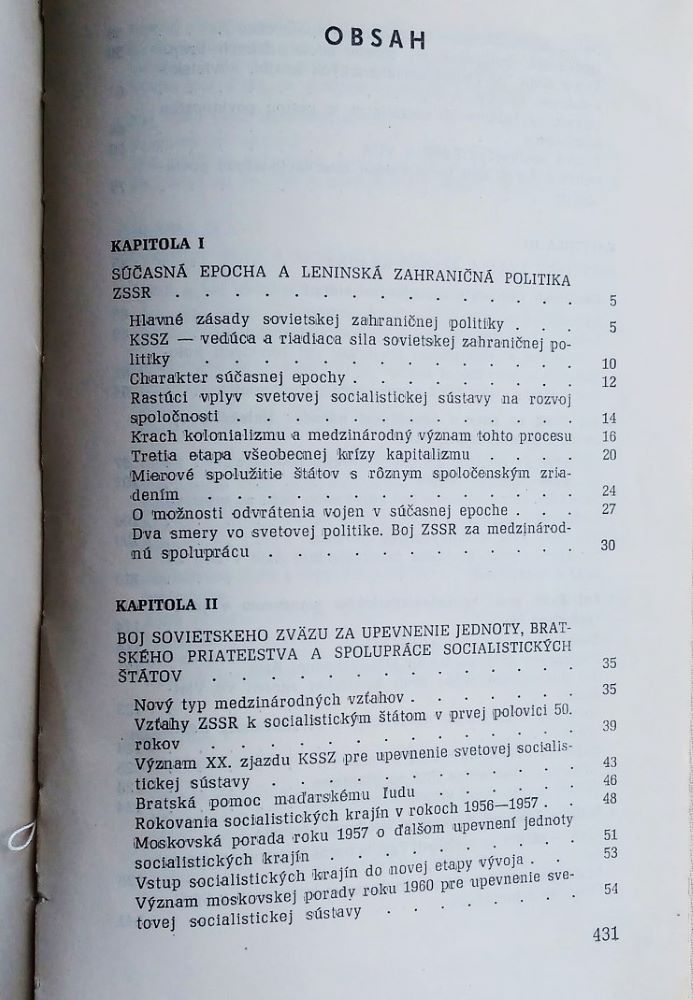 OBSAH
KAPITOLA I
SÚČASNÁ EPOCHA A LENINSKÁ ZAHRANIČNÁ POLITIKA
ZSSR . . . . . . . . . . . . . . . 5
Hlavné zásady sovietskej zahraničnej politiky . . . 5
KSSZ — vedúca a riadiaca sila sovietskej zahraničnej po-
litiky . . . . . . . . . . . . . . 10
Charakter súčasnej epochy . . . . . . . . . 12
Rastúci vplyv svetovej socialistickej sústavy na rozvoj
spoločnosti . . . . . . . . . . . . 14
Krach kolonializmu a medzinárodný význam tohto procesu 16
Tretia etapa všeobecnej krízy kapitalizmu . . . . 20
Mierové spolužitie štátov s rôznym spoločenským zria-
dením . . . . . . . . . . . . . . 24
O možnosti odvrátenia vojen v súčasnej epoche . . . 27
Dva smery vo svetovej politike. Boj ZSSR za medzinárod-
nú spoluprácu . . . . . . . . . . . . 30
KAPITOLA II
BOJ SOVIETSKEHO ZVÄZU ZA UPEVNENIE JEDNOTY, BRAT-
SKÉHO PRIATEĽSTVA A SPOLUPRÁCE SOCIALISTICKÝCH
ŠTÁTOV . . . . . . . . . . . . . . 35
Nový typ medzinárodných vzťahov . . . . . . . 35
Vzťahy ZSSR k socialistickým štátom v prvej polovici 50.
rokov . . . . . . . . . . . . . . 39
Význam XX. zjazdu KSSZ pre upevnenie svetovej socialis-
tickej sústavy . . . . . . . . . . . . 43
Bratská pomoc maďarskému ľudu . . . . . . 46
Rokovania socialistických krajín v rokoch 1956—1957 . . 48
Moskovská porada roku 1957 o ďalšom upevnení jednoty
socialistických krajín . . . . . . . . . . 51
Vstup socialistických krajín do novej etapy vývoja . . 53
Význam moskovskej porady roku 1960 pre upevnenie sve-
tovej socialistickej sústavy . . . . . . . . 54
431